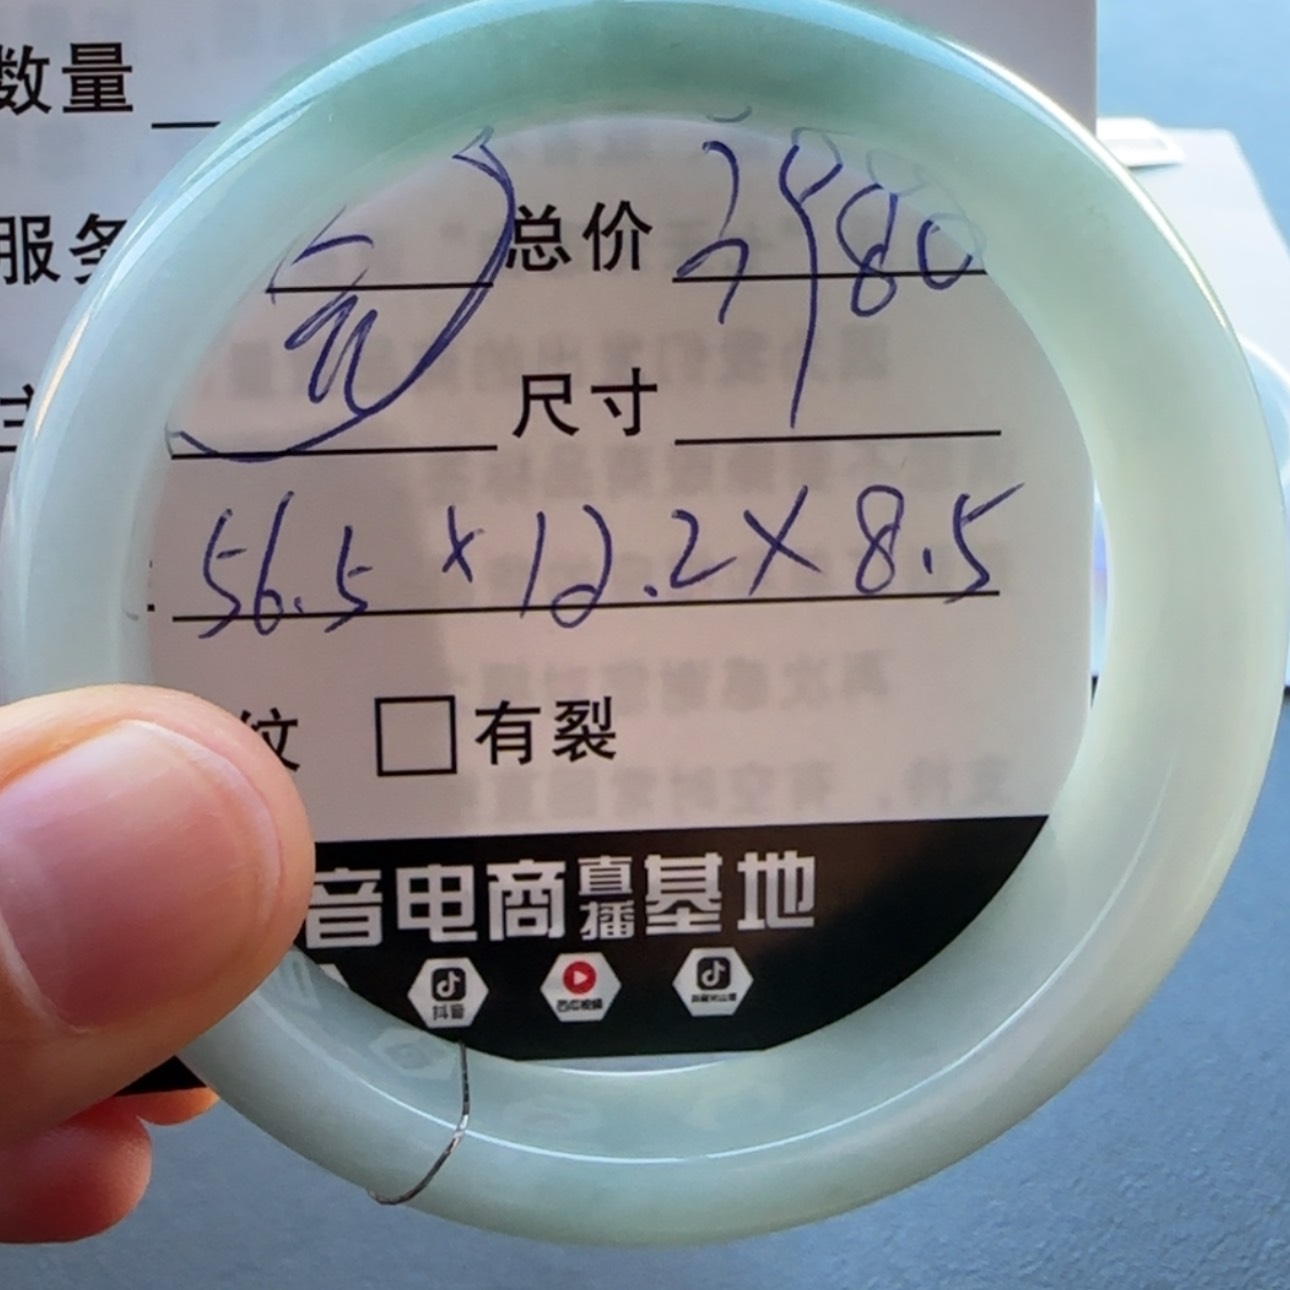 数量
服务 总价 3980
尺寸
: 56.5 × 12.2 × 8.5
纹 □ 有裂
音电商直播基地
抖音 西瓜视频